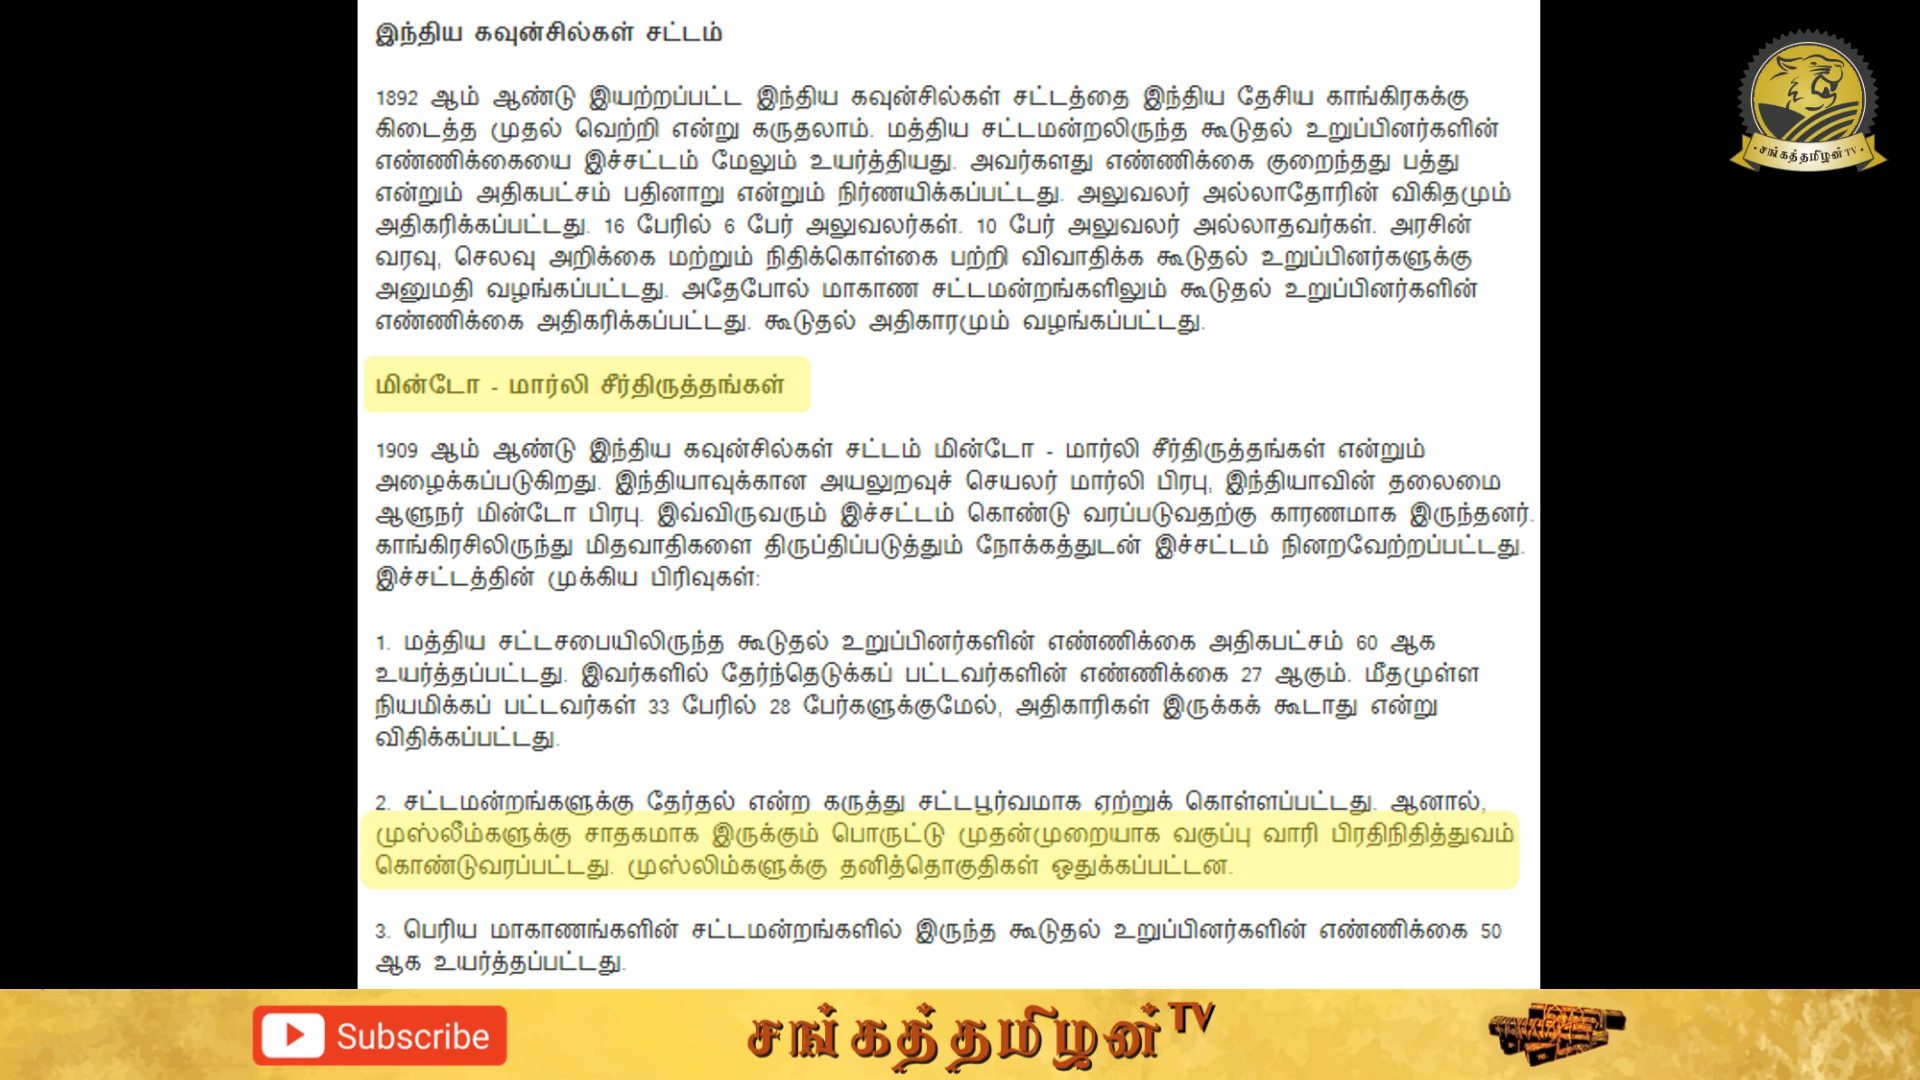 இந்திய கவுன்சில்கள் சட்டம்
1892 ஆம் ஆண்டு இயற்றப்பட்ட இந்திய கவுன்சில்கள் சட்டத்தை இந்திய தேசிய காங்கிரகக்கு
கிடைத்த முதல் வெற்றி என்று கருதலாம். மத்திய சட்டமன்றலிருந்த கூடுதல் உறுப்பினர்களின்
எண்ணிக்கையை இச்சட்டம் மேலும் உயர்த்தியது. அவர்களது எண்ணிக்கை குறைந்தது பத்து
என்றும் அதிகபட்சம் பதினாறு என்றும் நிர்ணயிக்கப்பட்டது. அலுவலர் அல்லாதோரின் விகிதமும்
அதிகரிக்கப்பட்டது. 16 பேரில் 6 பேர் அலுவலர்கள். 10 பேர் அலுவலர் அல்லாதவர்கள். அரசின்
வரவு, செலவு அறிக்கை மற்றும் நிதிக்கொள்கை பற்றி விவாதிக்க கூடுதல் உறுப்பினர்களுக்கு
அனுமதி வழங்கப்பட்டது. அதேபோல் மாகாண சட்டமன்றங்களிலும் கூடுதல் உறுப்பினர்களின்
எண்ணிக்கை அதிகரிக்கப்பட்டது. கூடுதல் அதிகாரமும் வழங்கப்பட்டது.
மின்டோ - மார்லி சீர்திருத்தங்கள்
1909 ஆம் ஆண்டு இந்திய கவுன்சில்கள் சட்டம் மின்டோ - மார்லி சீர்திருத்தங்கள் என்றும்
அழைக்கப்படுகிறது. இந்தியாவுக்கான அயலுறவுச் செயலர் மார்லி பிரபு, இந்தியாவின் தலைமை
ஆளுநர் மின்டோ பிரபு. இவ்விருவரும் இச்சட்டம் கொண்டு வரப்படுவதற்கு காரணமாக இருந்தனர்.
காங்கிரசிலிருந்து மிதவாதிகளை திருப்திப்படுத்தும் நோக்கத்துடன் இச்சட்டம் நினறவேற்றப்பட்டது.
இச்சட்டத்தின் முக்கிய பிரிவுகள்:
1. மத்திய சட்டசபையிலிருந்த கூடுதல் உறுப்பினர்களின் எண்ணிக்கை அதிகபட்சம் 60 ஆக
உயர்த்தப்பட்டது. இவர்களில் தேர்ந்தெடுக்கப் பட்டவர்களின் எண்ணிக்கை 27 ஆகும். மீதமுள்ள
நியமிக்கப் பட்டவர்கள் 33 பேரில் 28 பேர்களுக்குமேல், அதிகாரிகள் இருக்கக் கூடாது என்று
விதிக்கப்பட்டது.
2. சட்டமன்றங்களுக்கு தேர்தல் என்ற கருத்து சட்டபூர்வமாக ஏற்றுக் கொள்ளப்பட்டது. ஆனால்,
முஸ்லீம்களுக்கு சாதகமாக இருக்கும் பொருட்டு முதன்முறையாக வகுப்பு வாரி பிரதிநிதித்துவம்
கொண்டுவரப்பட்டது. முஸ்லிம்களுக்கு தனித்தொகுதிகள் ஒதுக்கப்பட்டன.
3. பெரிய மாகாணங்களின் சட்டமன்றங்களில் இருந்த கூடுதல் உறுப்பினர்களின் எண்ணிக்கை 50
ஆக உயர்த்தப்பட்டது.
சங்கத்தமிழன் TV
Subscribe
சங்கத்தமிழன் TV